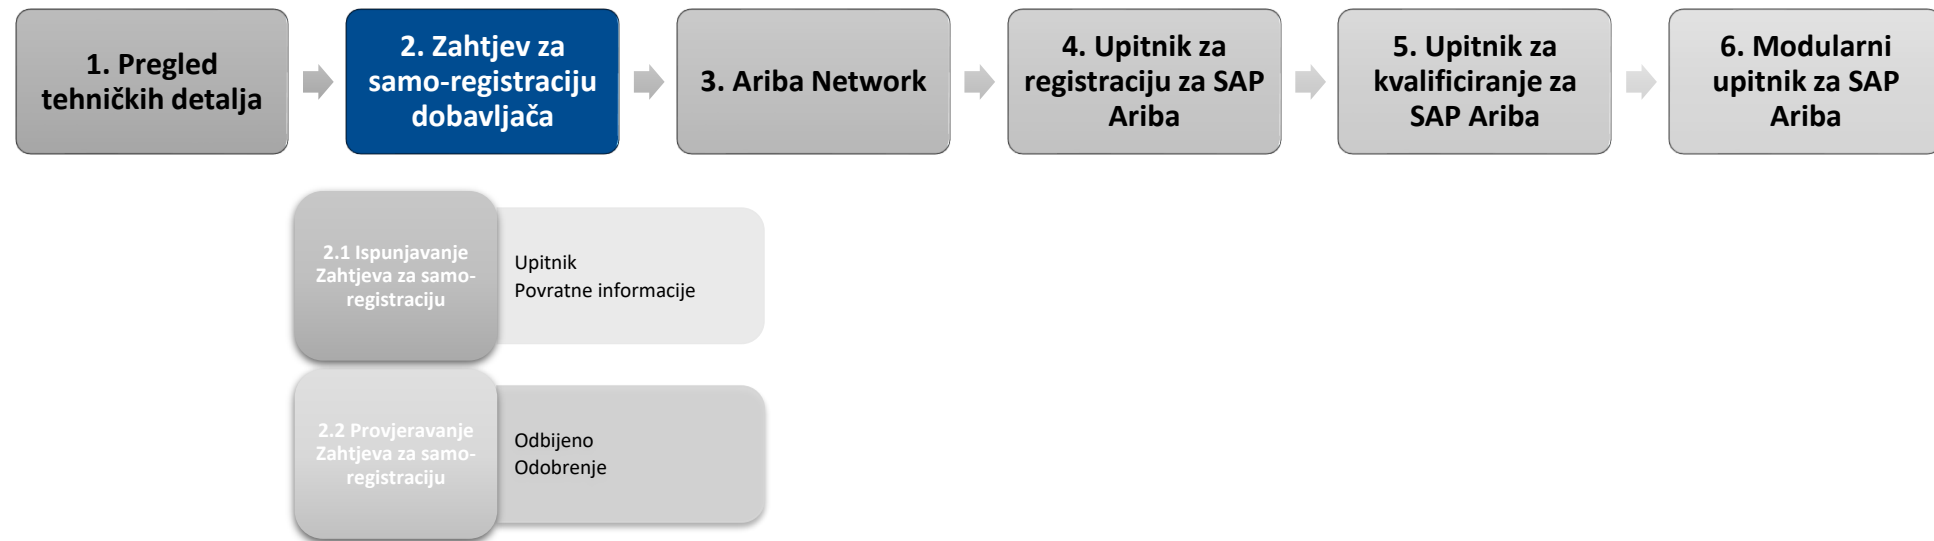 1. Pregled
tehničkih detalja
2. Zahtjev za
samo-registraciju
dobavljača
3. Ariba Network
4. Upitnik za
registraciju za SAP
Ariba
5. Upitnik za
kvalificiranje za
SAP Ariba
6. Modularni
upitnik za SAP
Ariba
2.1 Ispunjavanje
Zahtjeva za samo-
registraciju
Upitnik
Povratne informacije
2.2 Provjeravanje
Zahtjeva za samo-
registraciju
Odbijeno
Odobrenje